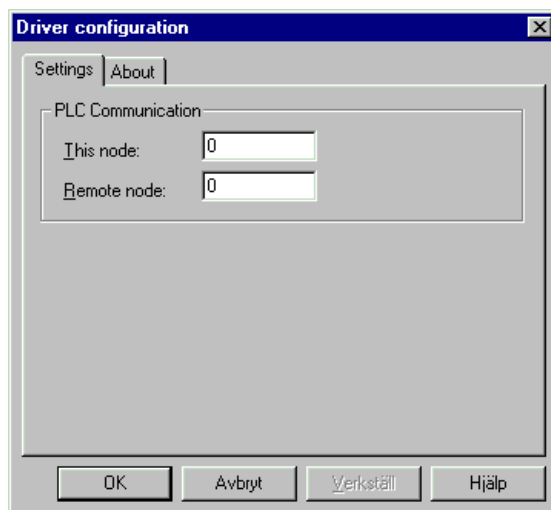 Driver configuration
Settings About
PLC Communication
This node: 0
Remote node: 0
OK Avbryt Verkställ Hjälp